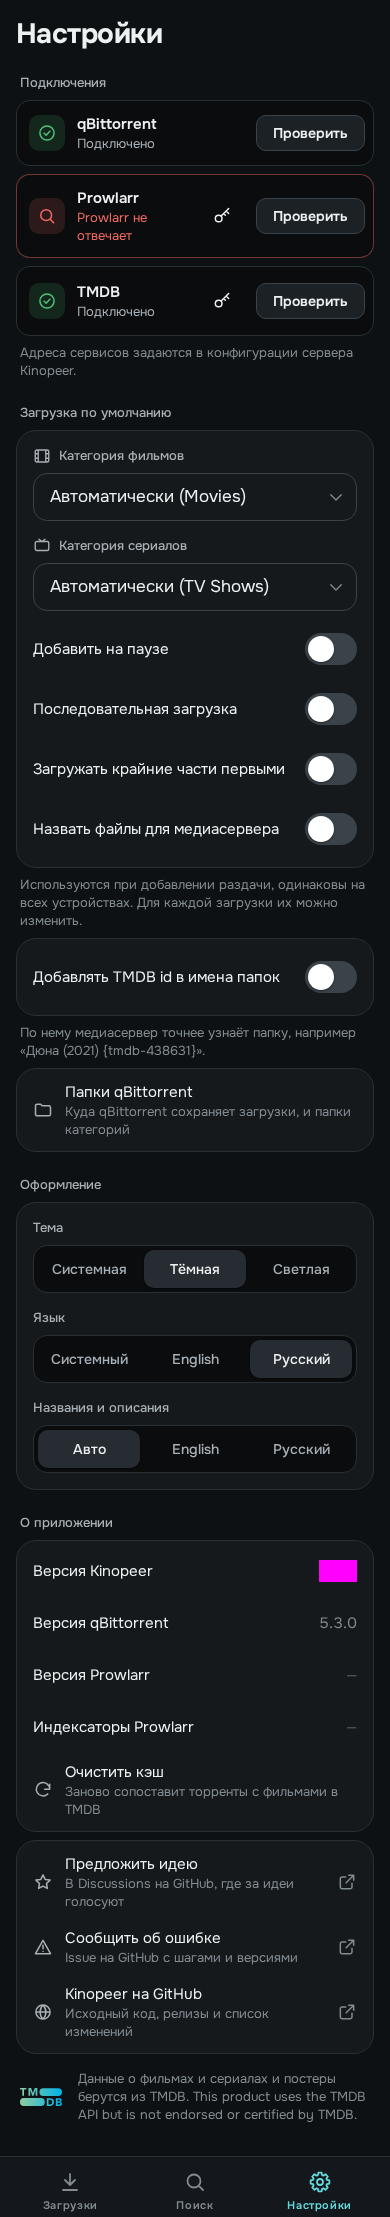 Настройки
Подключения
qBittorrent
Подключено
Проверить
Prowlarr
Prowlarr не
отвечает
Проверить
TMDB
Подключено
Проверить
Адреса сервисов задаются в конфигурации сервера
Kinopeer.
Загрузка по умолчанию
Категория фильмов
Автоматически (Movies)
Категория сериалов
Автоматически (TV Shows)
Добавить на паузе
Последовательная загрузка
Загружать крайние части первыми
Назвать файлы для медиасервера
Используются при добавлении раздачи, одинаковы на
всех устройствах. Для каждой загрузки их можно
изменить.
Добавлять TMDB id в имена папок
По нему медиасервер точнее узнаёт папку, например
«Дюна (2021) {tmdb-438631}».
Папки qBittorrent
Куда qBittorrent сохраняет загрузки, и папки
категорий
Оформление
Тема
Системная Тёмная Светлая
Язык
Системный English Русский
Названия и описания
Авто English Русский
О приложении
Версия Kinopeer
Версия qBittorrent 5.3.0
Версия Prowlarr –
Индексаторы Prowlarr –
Очистить кэш
Заново сопоставит торренты с фильмами в
TMDB
Предложить идею
В Discussions на GitHub, где за идеи
голосуют
Сообщить об ошибке
Issue на GitHub с шагами и версиями
Kinopeer на GitHub
Исходный код, релизы и список
изменений
TMDB
Данные о фильмах и сериалах и постеры
берутся из TMDB. This product uses the TMDB
API but is not endorsed or certified by TMDB.
Загрузки Поиск Настройки